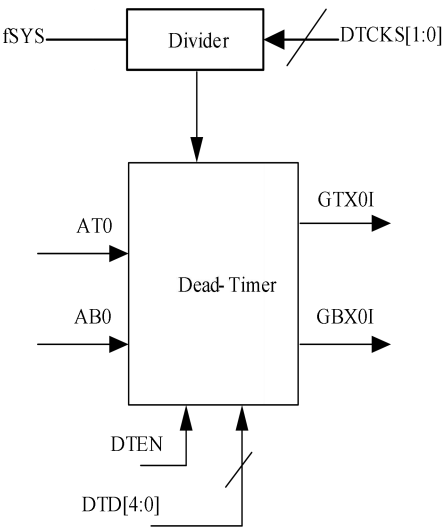 fSYS
Divider
DTCKS[1:0]
AT0
GTX0I
Dead-Timer
AB0
GBX0I
DTEN
DTD[4:0]